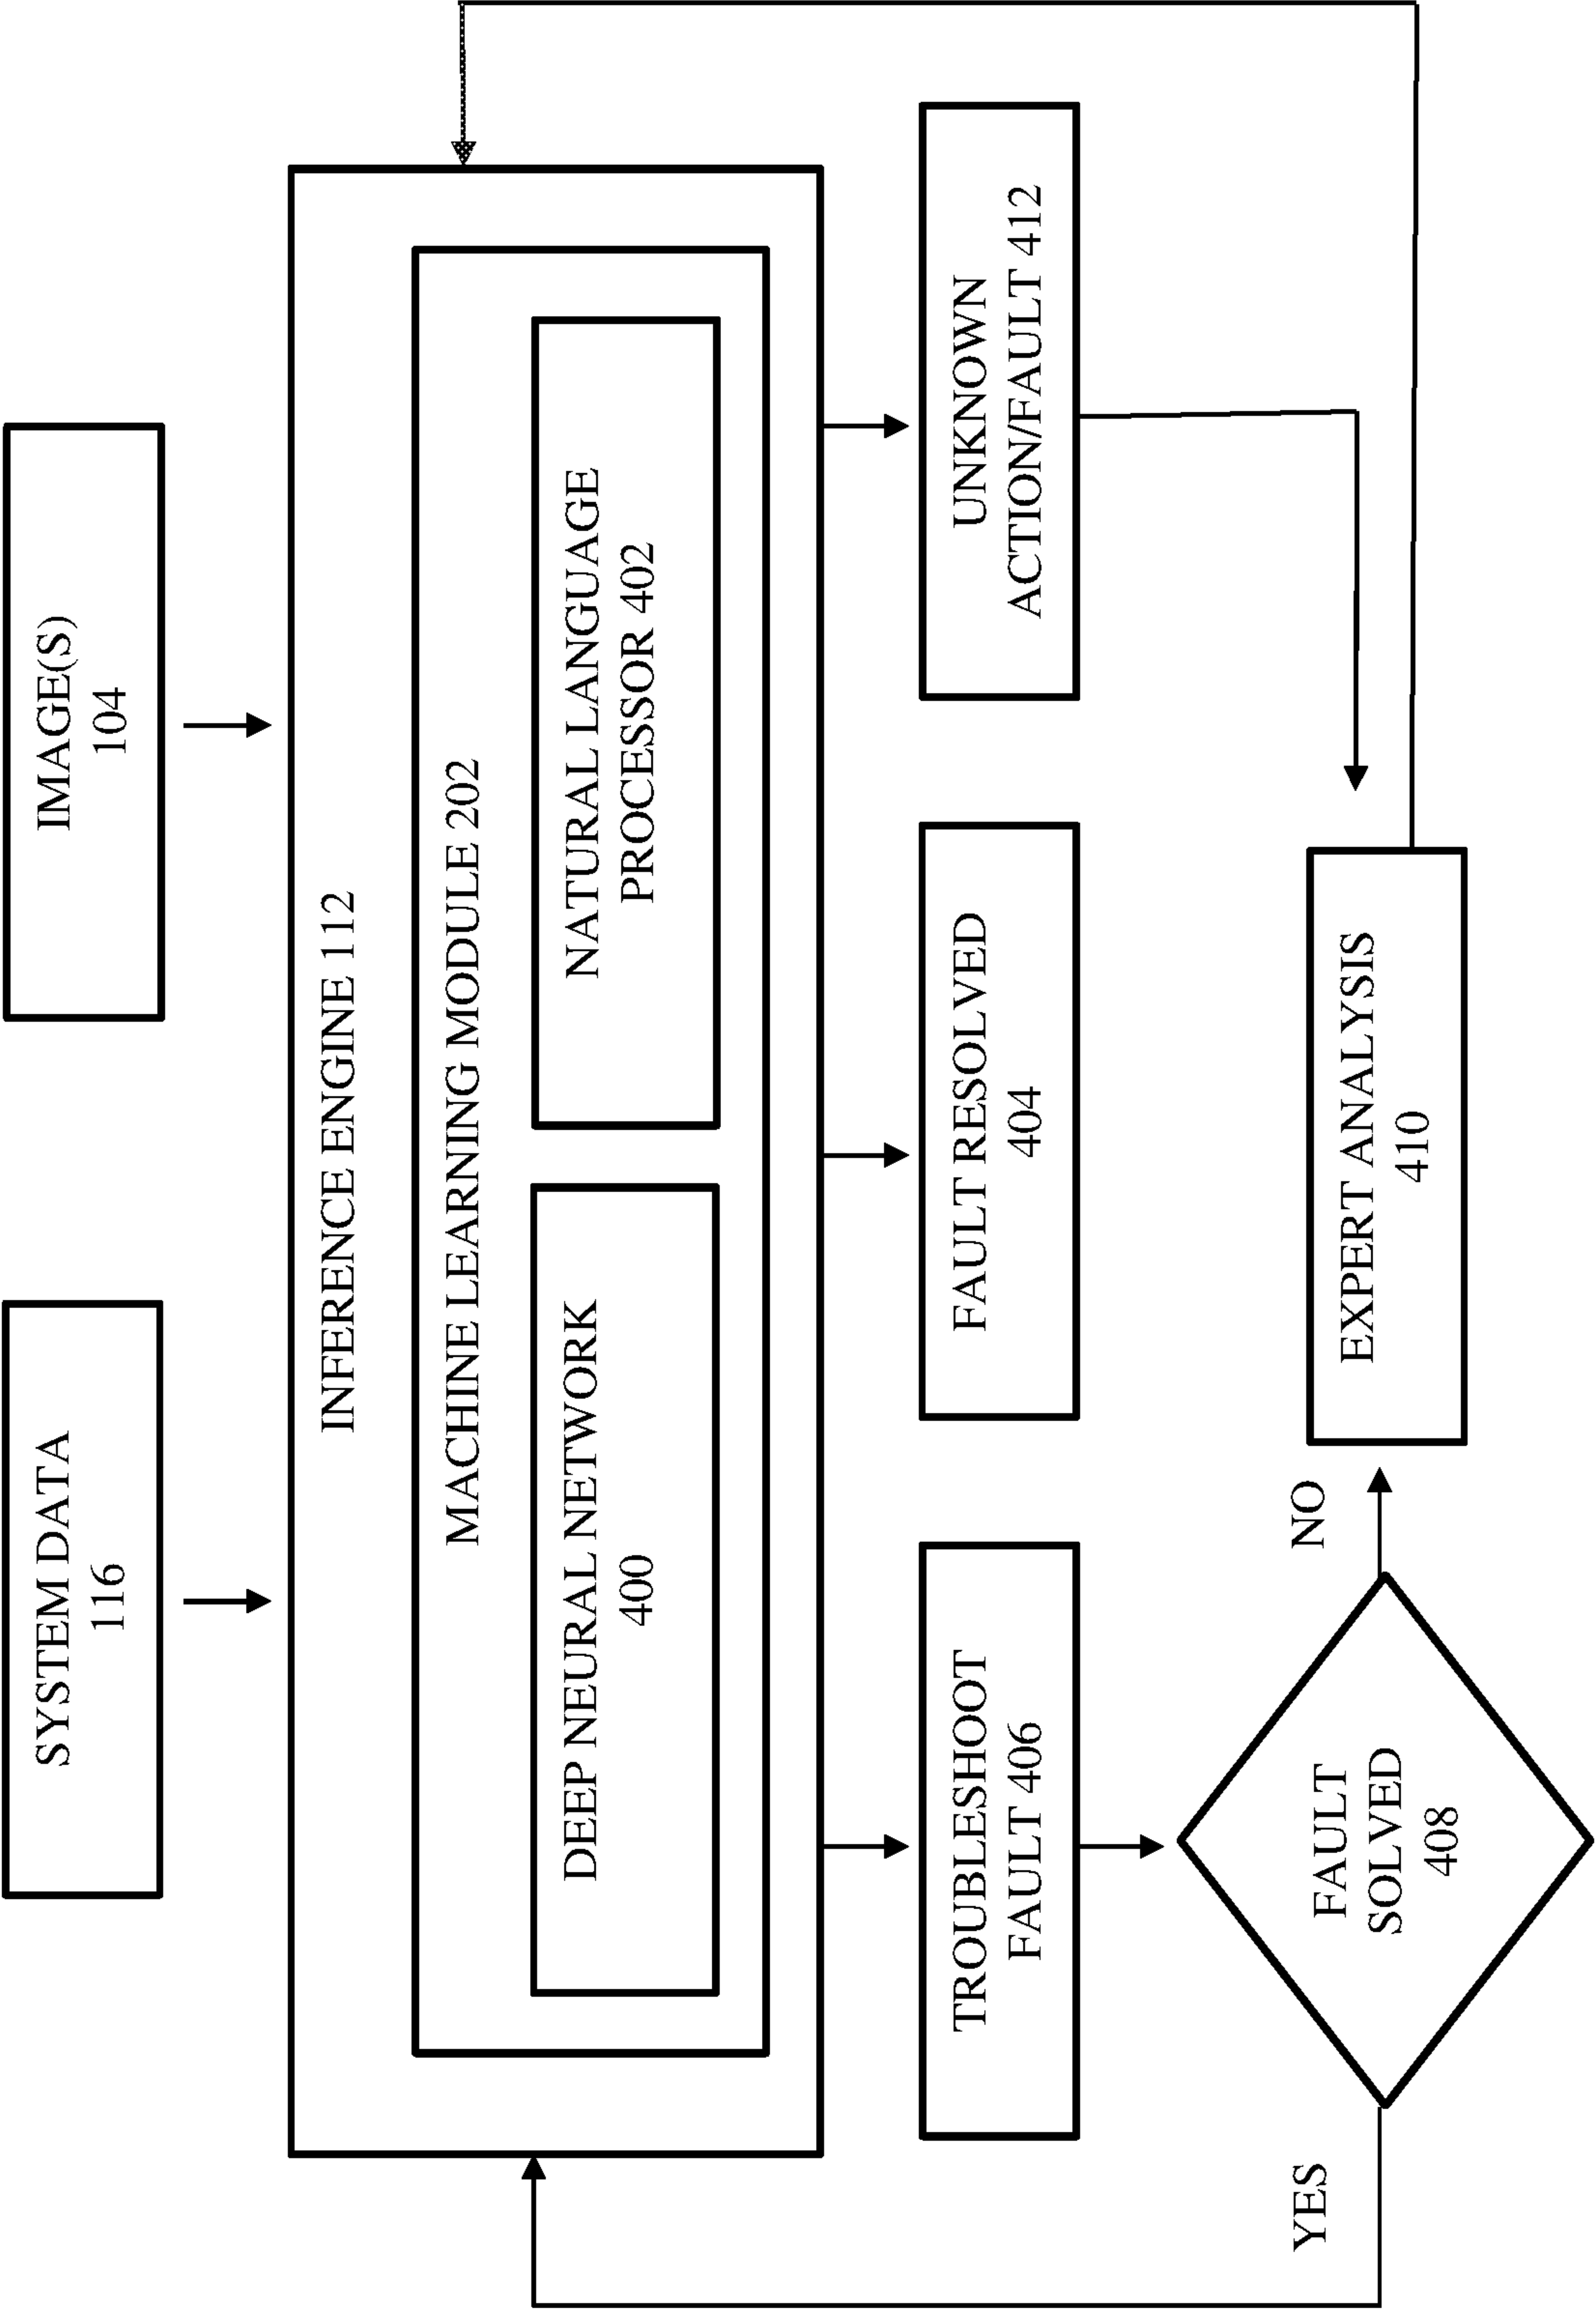 SYSTEM DATA
116
IMAGE(S)
104
INFERENCE ENGINE 112
MACHINE LEARNING MODULE 202
DEEP NEURAL NETWORK
400
NATURAL LANGUAGE
PROCESSOR 402
TROUBLESHOOT
FAULT 406
FAULT RESOLVED
404
UNKNOWN
ACTION/FAULT 412
YES
FAULT
SOLVED
408
NO
EXPERT ANALYSIS
410